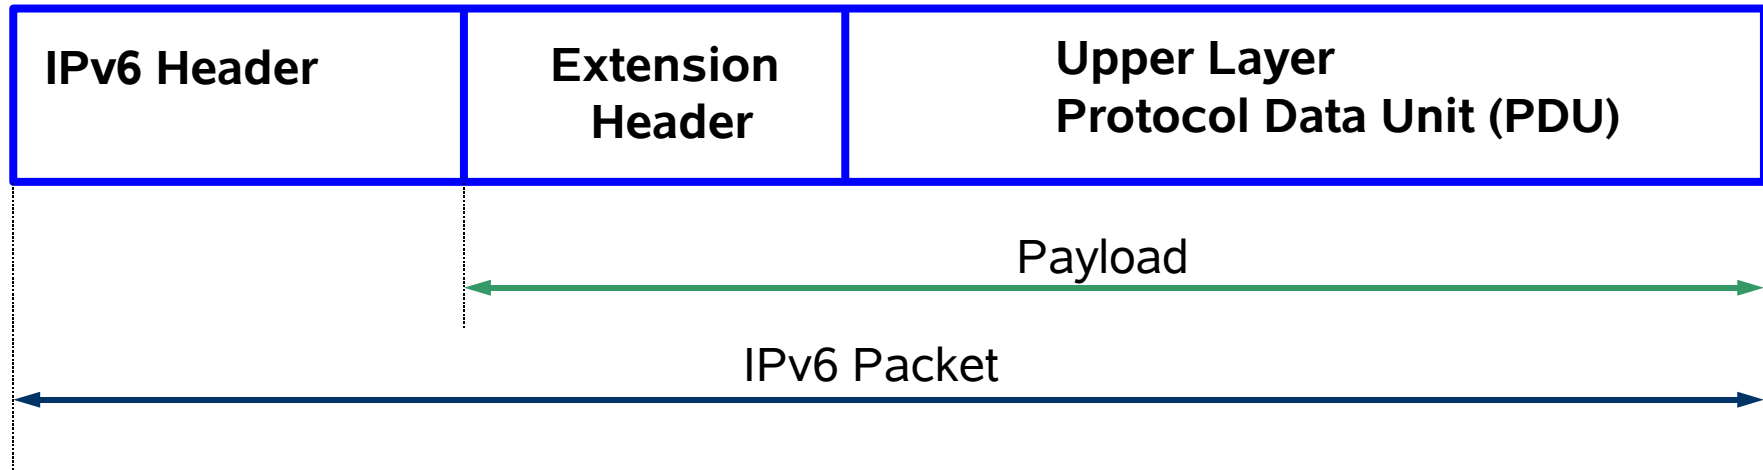 IPv6 Header
Extension
Header
Upper Layer
Protocol Data Unit (PDU)
Payload
IPv6 Packet